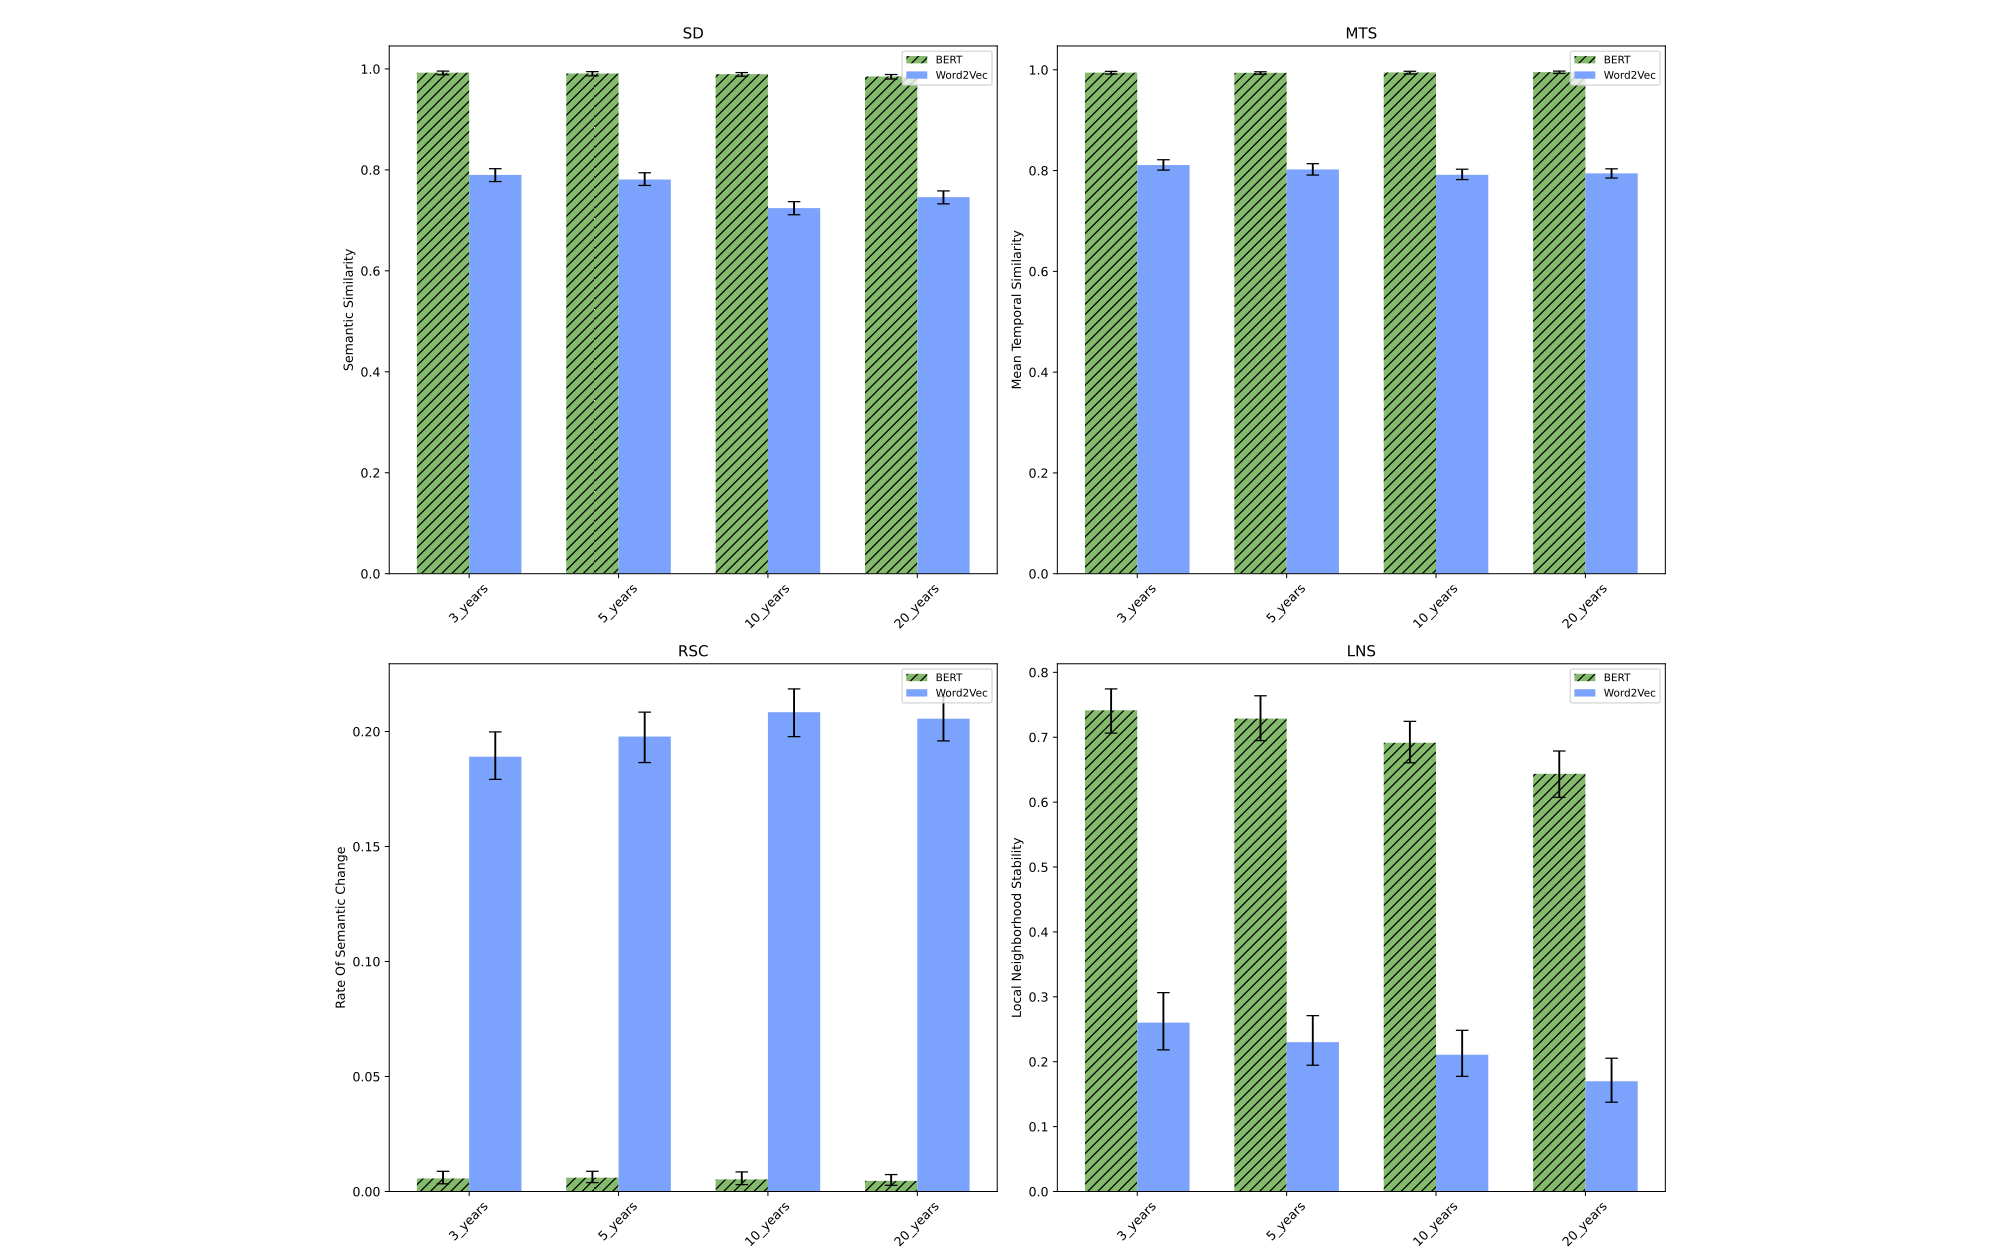 SD
BERT
Word2Vec
Semantic Similarity
1.0
0.8
0.6
0.4
0.2
0.0
3_years
5_years
10_years
20_years
MTS
BERT
Word2Vec
Mean Temporal Similarity
1.0
0.8
0.6
0.4
0.2
0.0
3_years
5_years
10_years
20_years
RSC
BERT
Word2Vec
Rate Of Semantic Change
0.20
0.15
0.10
0.05
0.00
3_years
5_years
10_years
20_years
LNS
BERT
Word2Vec
Local Neighborhood Stability
0.8
0.7
0.6
0.5
0.4
0.3
0.2
0.1
0.0
3_years
5_years
10_years
20_years